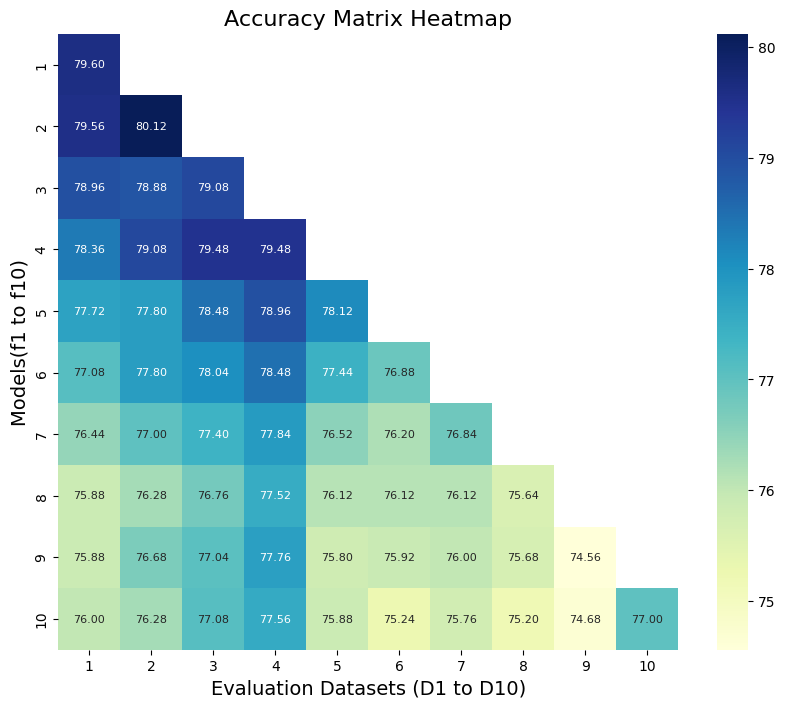 Accuracy Matrix Heatmap
Models(f1 to f10)
1 79.60
2 79.56 80.12
3 78.96 78.88 79.08
4 78.36 79.08 79.48 79.48
5 77.72 77.80 78.48 78.96 78.12
6 77.08 77.80 78.04 78.48 77.44 76.88
7 76.44 77.00 77.40 77.84 76.52 76.20 76.84
8 75.88 76.28 76.76 77.52 76.12 76.12 76.12 75.64
9 75.88 76.68 77.04 77.76 75.80 75.92 76.00 75.68 74.56
10 76.00 76.28 77.08 77.56 75.88 75.24 75.76 75.20 74.68 77.00
1 2 3 4 5 6 7 8 9 10
Evaluation Datasets (D1 to D10)
80
79
78
77
76
75